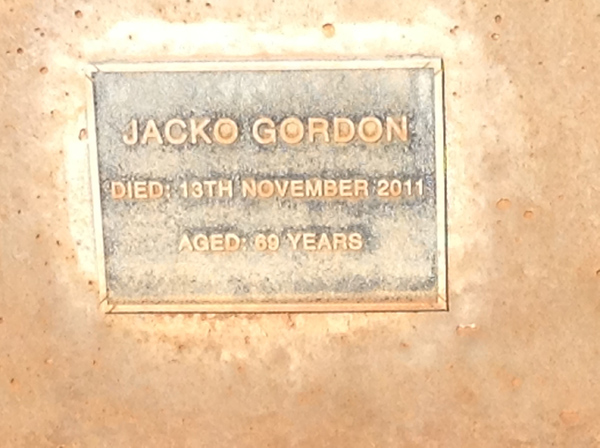 JACKO GORDON
DIED: 13TH NOVEMBER 2011
AGED: 69 YEARS